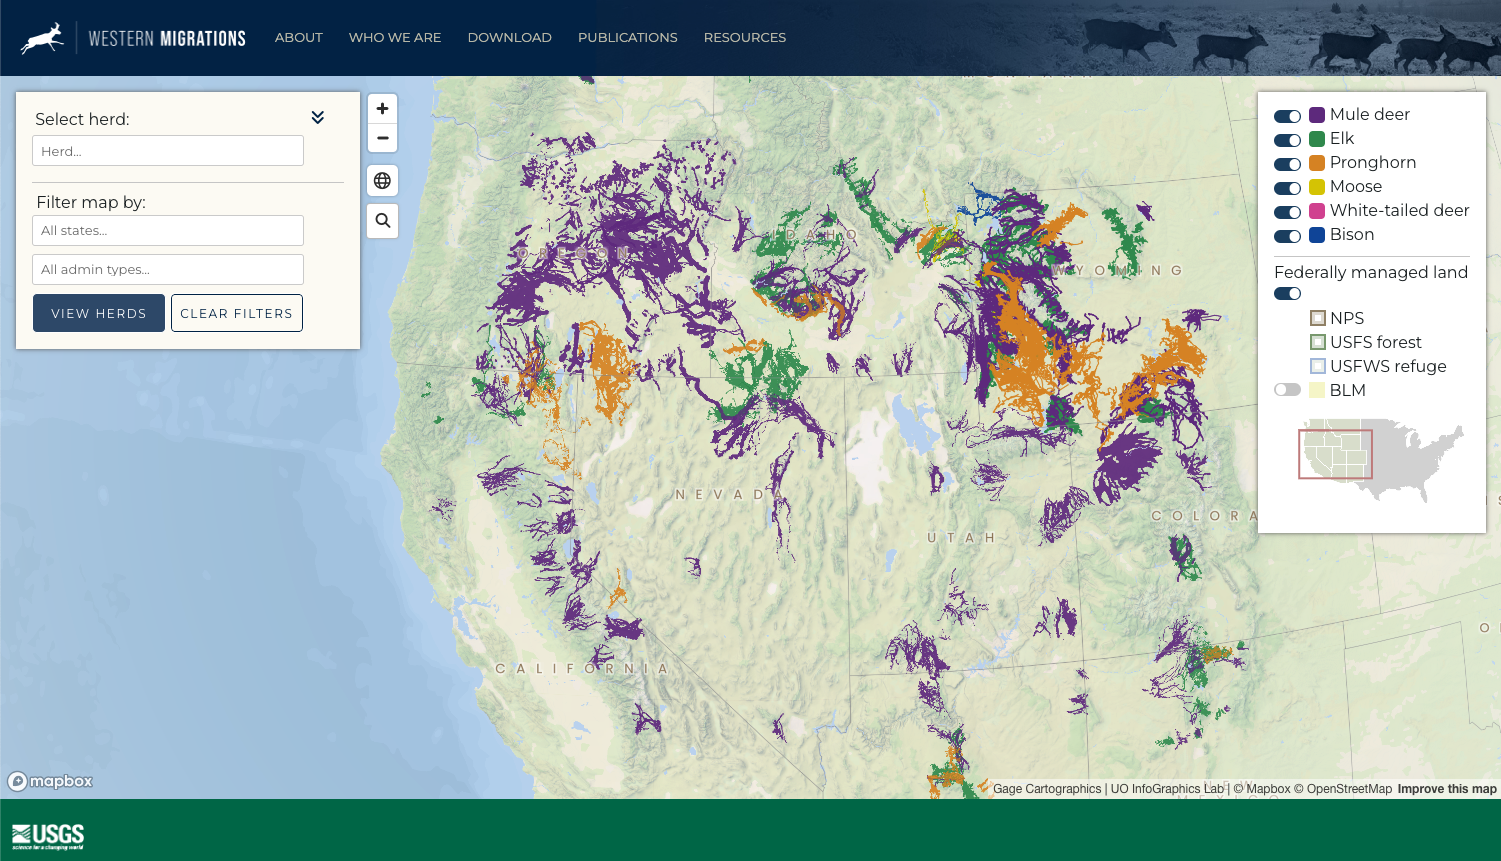 WESTERN MIGRATIONS
ABOUT
WHO WE ARE
DOWNLOAD
PUBLICATIONS
RESOURCES
Select herd:
Herd...
Filter map by:
All states...
All admin types...
VIEW HERDS
CLEAR FILTERS
Mule deer
Elk
Pronghorn
Moose
White-tailed deer
Bison
Federally managed land
NPS
USFS forest
USFWS refuge
BLM
OREGON
IDAHO
WYOMING
NEVADA
UTAH
COLORA
CALIFORNIA
O
mapbox
Gage Cartographics | UO InfoGraphics Lab | © Mapbox © OpenStreetMap Improve this map
USGS
science for a changing world